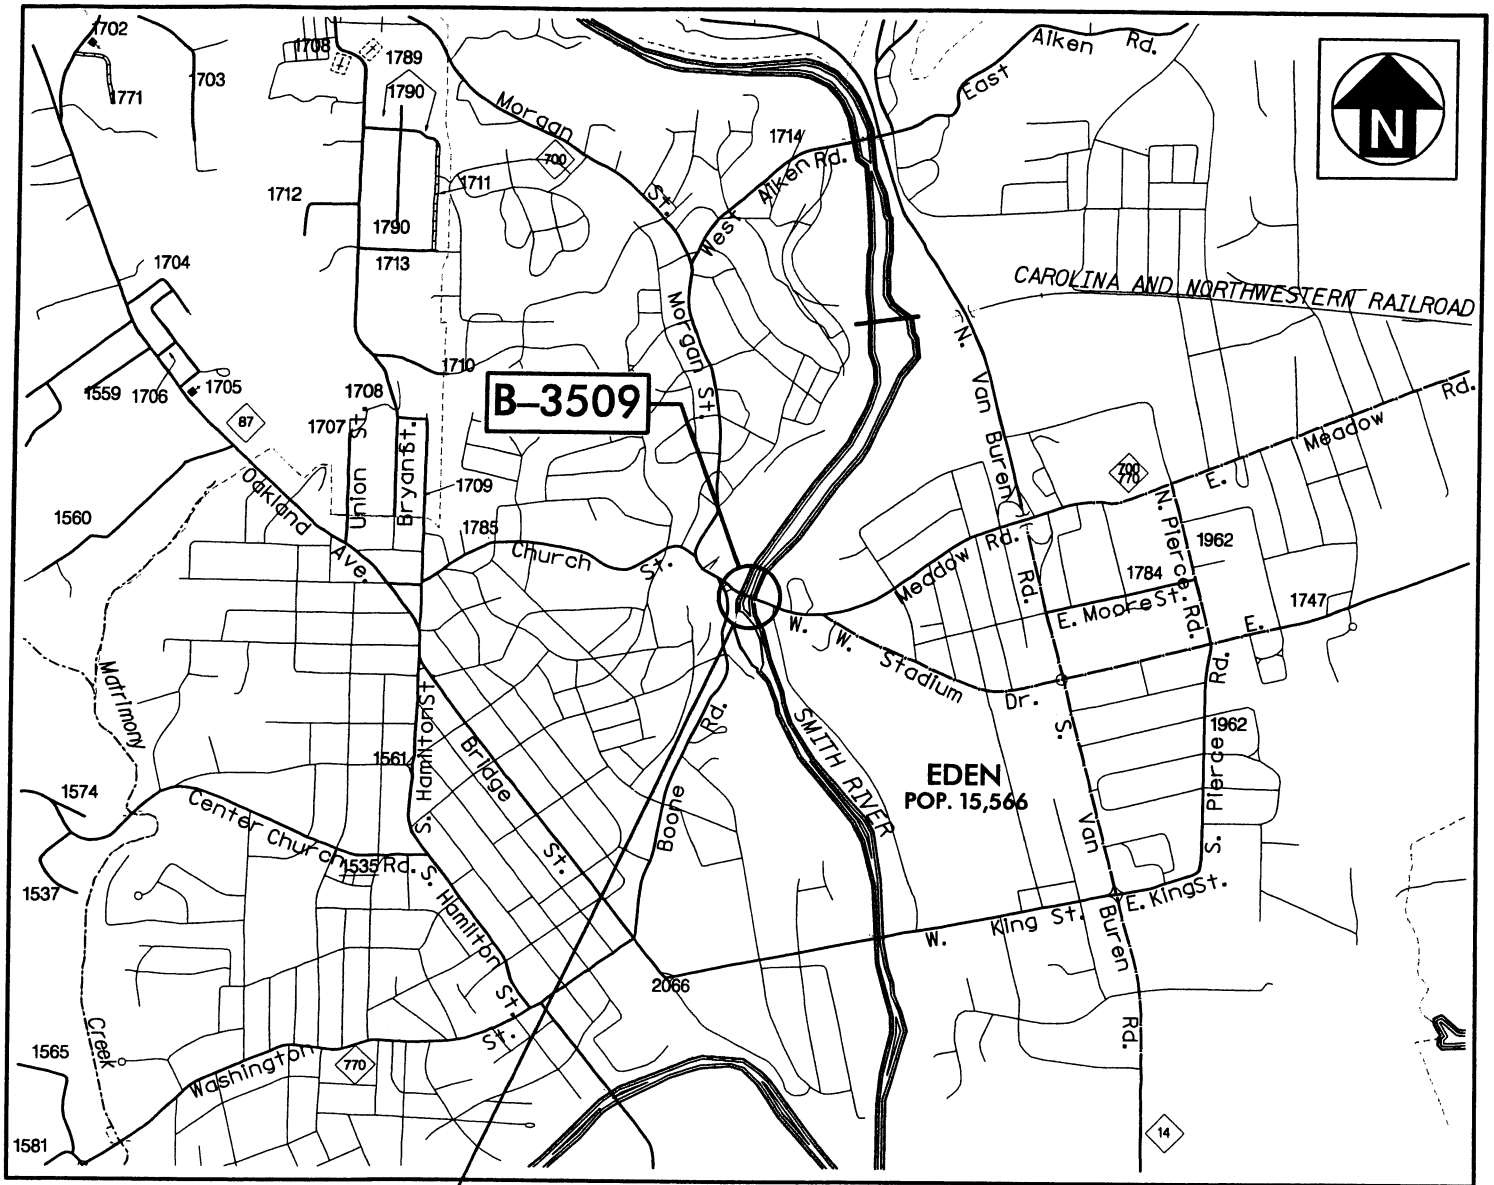 1702
1708
1789
Aiken Rd.
1703
1790
1771
East
Morgan
St.
700
1714
West Aiken Rd.
N
1712
1711
1790
1713
1704
CAROLINA AND NORTHWESTERN RAILROAD
Morgan St.
N. Van Buren Rd.
1710
1559
1706
1705
1708
B-3509
87
1707
Union St.
Bryant St.
E. Meadow Rd.
700
770
Oakland Ave.
1709
1560
1785
Church St.
N. Pierce Rd.
1962
W. Meadow Rd.
1784
E. Moore St.
1747
E.
W. Stadium Dr.
Matrimony
Creek
S. Hamilton St.
1561
Bridge St.
Boone Rd.
SMITH RIVER
EDEN
POP. 15,566
S. Van Buren Rd.
S. Pierce Rd.
1962
1574
Center Church Rd.
1535
1537
S. Hamilton St.
W. King St.
E. King St.
2066
1565
Washington St.
770
1581
14